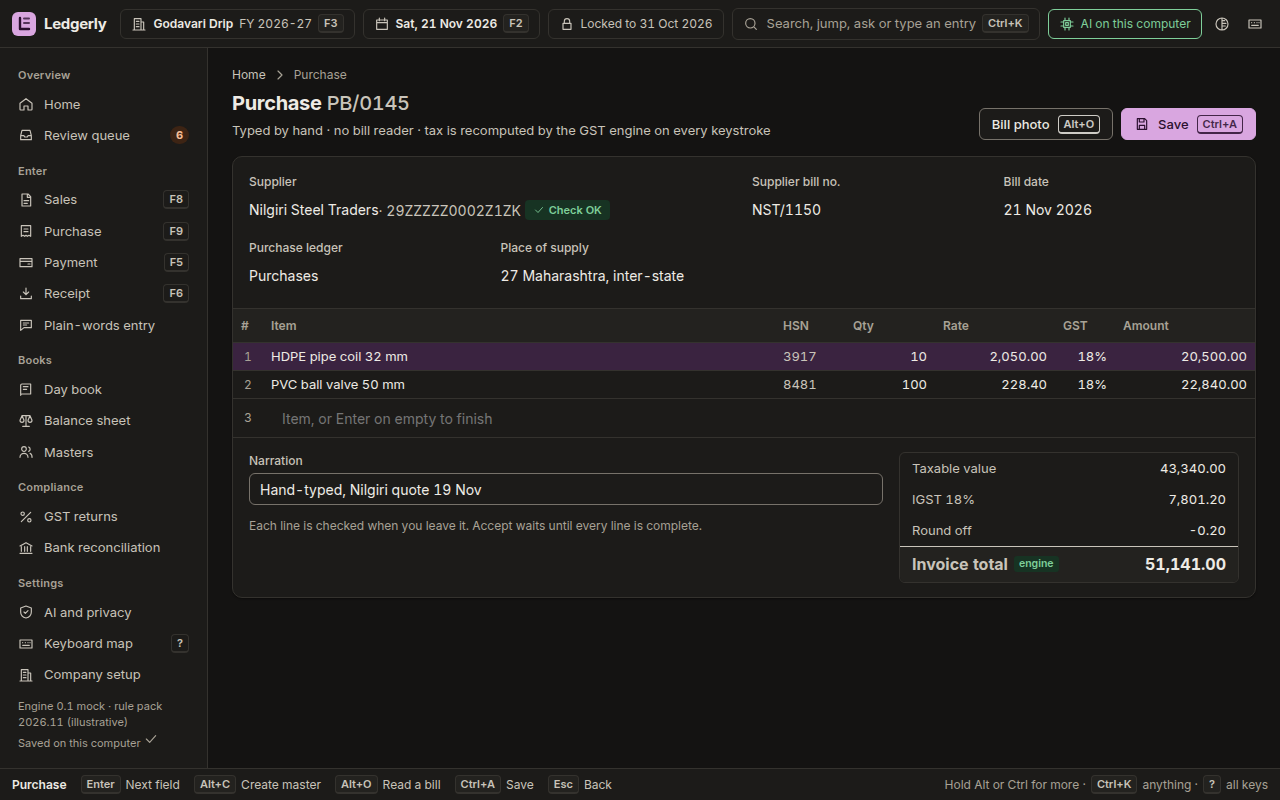 Ledgerly
Godavari Drip FY 2026-27 F3
Sat, 21 Nov 2026 F2
Locked to 31 Oct 2026
Search, jump, ask or type an entry Ctrl+K
AI on this computer
Overview
Home
Review queue 6
Enter
Sales F8
Purchase F9
Payment F5
Receipt F6
Plain-words entry
Books
Day book
Balance sheet
Masters
Compliance
GST returns
Bank reconciliation
Settings
AI and privacy
Keyboard map ?
Company setup
Engine 0.1 mock · rule pack
2026.11 (illustrative)
Saved on this computer
Home Purchase
Purchase PB/0145
Typed by hand · no bill reader · tax is recomputed by the GST engine on every keystroke
Bill photo Alt+O
Save Ctrl+A
Supplier Supplier bill no. Bill date
Nilgiri Steel Traders · 29ZZZZZ0002Z1ZK Check OK NST/1150 21 Nov 2026
Purchase ledger Place of supply
Purchases 27 Maharashtra, inter-state
# Item HSN Qty Rate GST Amount
1 HDPE pipe coil 32 mm 3917 10 2,050.00 18% 20,500.00
2 PVC ball valve 50 mm 8481 100 228.40 18% 22,840.00
3 Item, or Enter on empty to finish
Narration
Hand-typed, Nilgiri quote 19 Nov
Each line is checked when you leave it. Accept waits until every line is complete.
Taxable value 43,340.00
IGST 18% 7,801.20
Round off -0.20
Invoice total engine 51,141.00
Purchase Enter Next field Alt+C Create master Alt+O Read a bill Ctrl+A Save Esc Back
Hold Alt or Ctrl for more · Ctrl+K anything · ? all keys